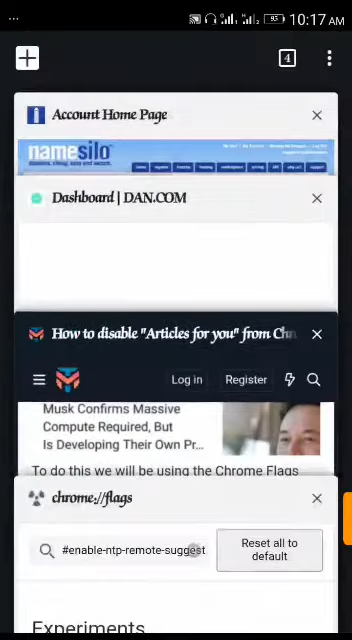 93 10:17 AM
4
Account Home Page
namesilo
Dashboard | DAN.COM
How to disable "Articles for you" from Chr
Log in Register
Musk Confirms Massive
Compute Required, But
Is Developing Their Own Pr...
To do this we will be using the Chrome Flags
chrome://flags
#enable-ntp-remote-suggest
Reset all to
default
Experiments